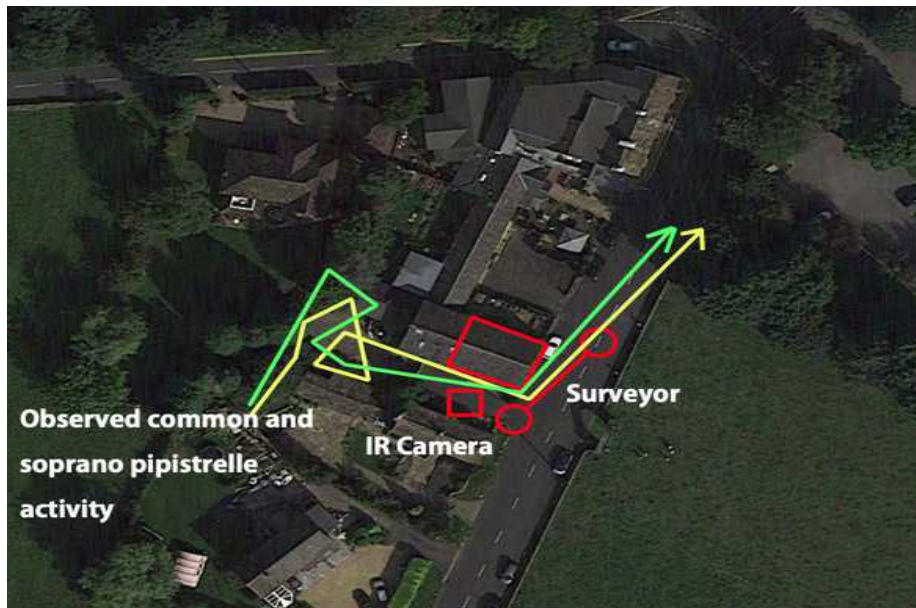 Surveyor
IR Camera
Observed common and
soprano pipistrelle
activity